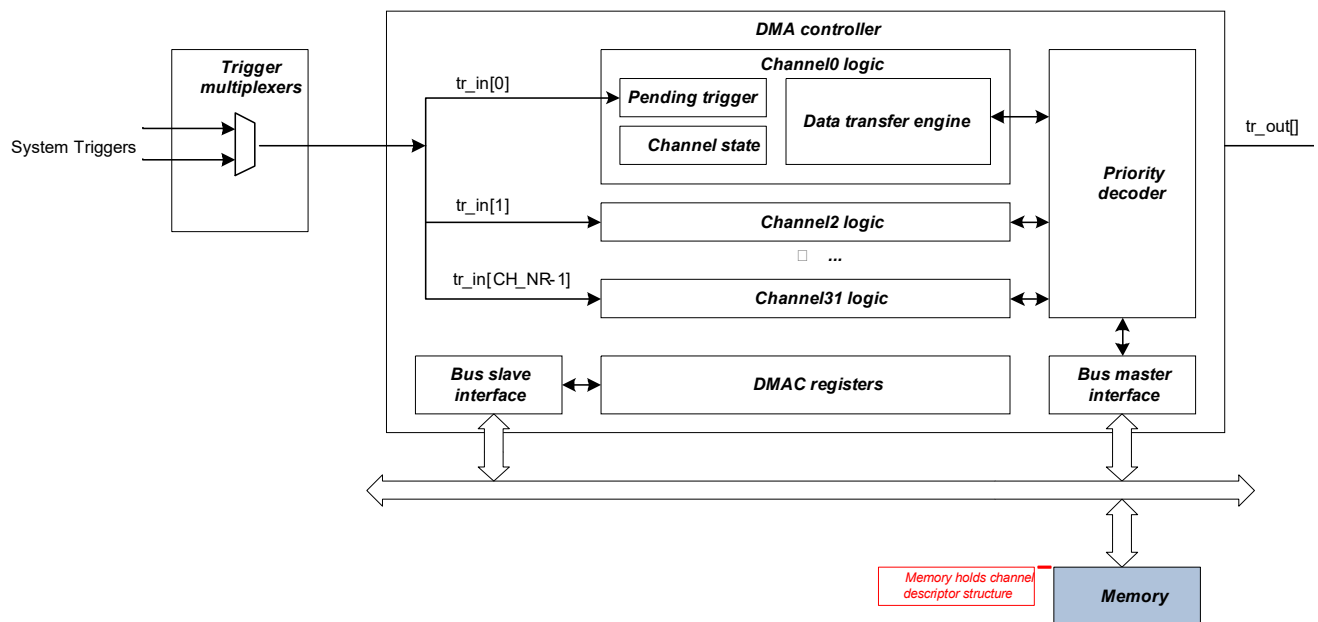 DMA controller
Trigger
multiplexers
Channel0 logic
tr_in[0]
Pending trigger
Data transfer engine
Channel state
System Triggers
tr_out[]
Priority
decoder
tr_in[1]
Channel2 logic
...
tr_in[CH_NR-1]
Channel31 logic
Bus slave
interface
DMAC registers
Bus master
interface
Memory holds channel
descriptor structure
Memory